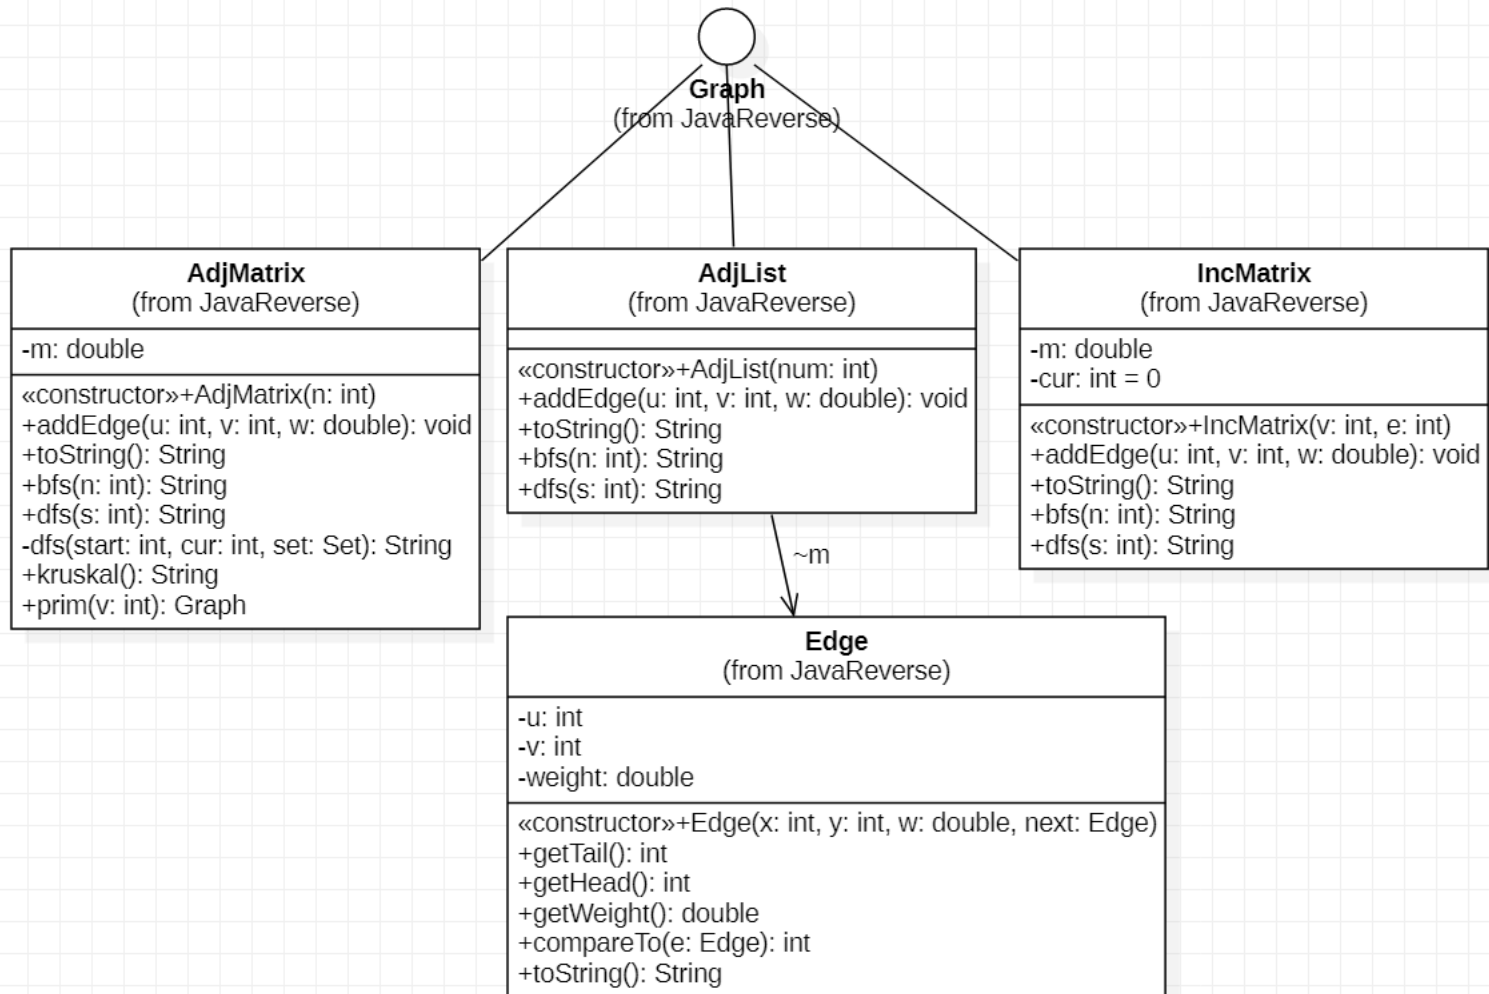 Graph
(from JavaReverse)
AdjMatrix
(from JavaReverse)
-m: double
«constructor»+AdjMatrix(n: int)
+addEdge(u: int, v: int, w: double): void
+toString(): String
+bfs(n: int): String
+dfs(s: int): String
-dfs(start: int, cur: int, set: Set): String
+kruskal(): String
+prim(v: int): Graph
AdjList
(from JavaReverse)
«constructor»+AdjList(num: int)
+addEdge(u: int, v: int, w: double): void
+toString(): String
+bfs(n: int): String
+dfs(s: int): String
IncMatrix
(from JavaReverse)
-m: double
-cur: int = 0
«constructor»+IncMatrix(v: int, e: int)
+addEdge(u: int, v: int, w: double): void
+toString(): String
+bfs(n: int): String
+dfs(s: int): String
~m
Edge
(from JavaReverse)
-u: int
-v: int
-weight: double
«constructor»+Edge(x: int, y: int, w: double, next: Edge)
+getTail(): int
+getHead(): int
+getWeight(): double
+compareTo(e: Edge): int
+toString(): String